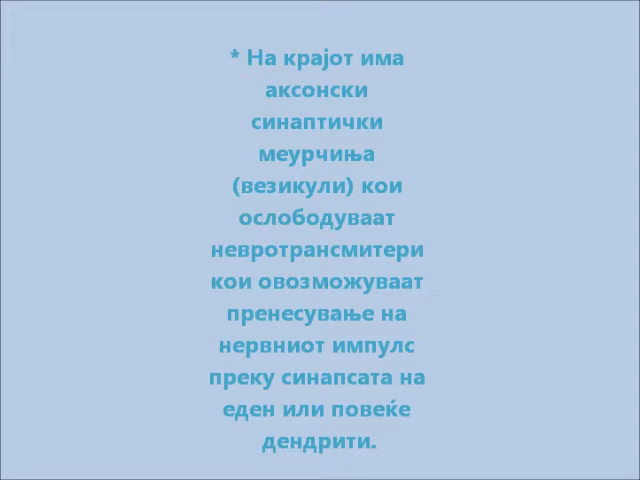 * На крајот има
аксонски
синаптички
меурчиња
(везикули) кои
ослободуваат
невротрансмитери
кои овозможуваат
пренесување на
нервниот импулс
преку синапсата на
еден или повеќе
дендрити.